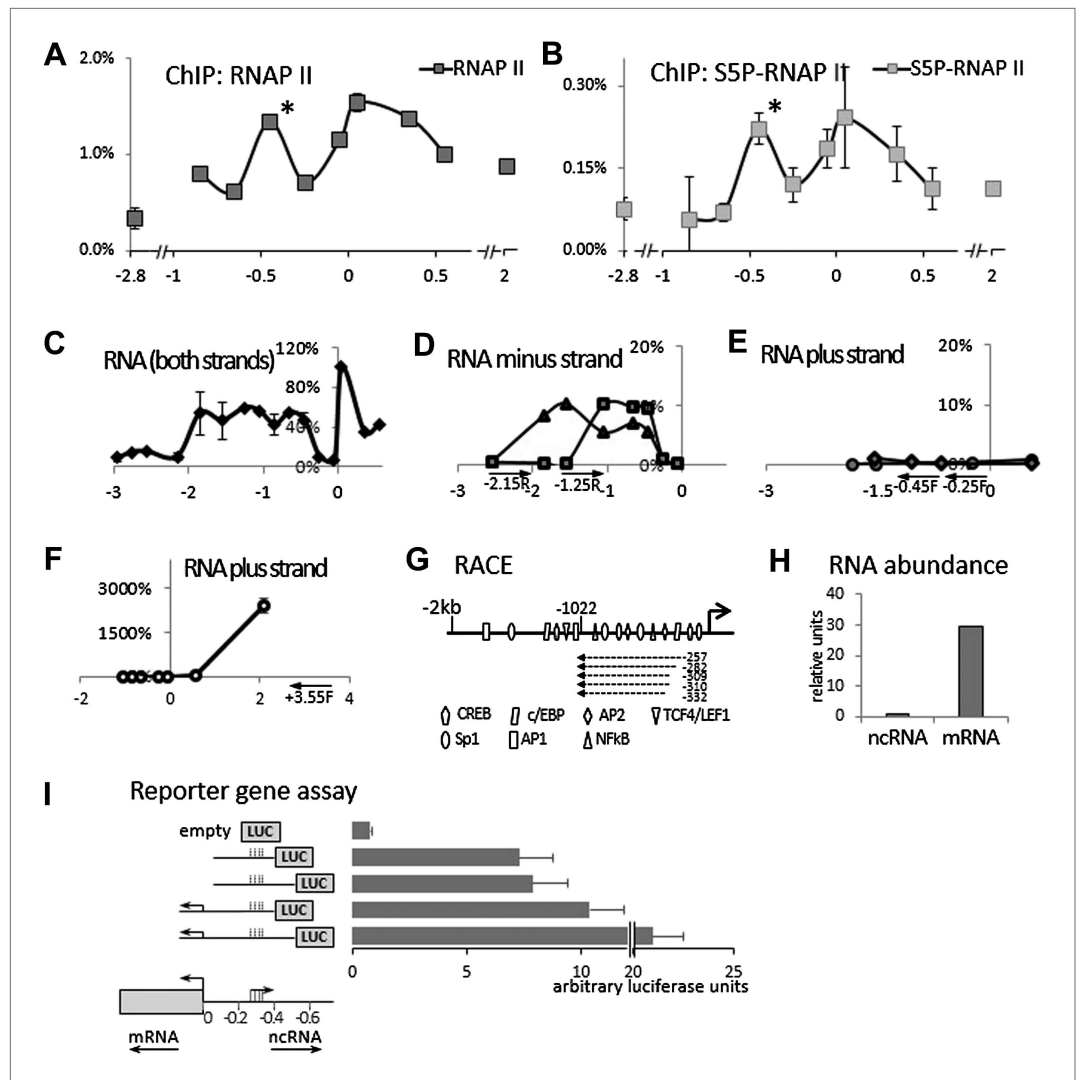 A
ChIP: RNAP II
RNAP II
*
2.0%
1.0%
0.0%
-2.8 -1 -0.5 0 0.5 2
B
ChIP: S5P-RNAP II
S5P-RNAP II
*
0.30%
0.15%
0.00%
-2.8 -1 -0.5 0 0.5 2
C
RNA (both strands)
120%
80%
40%
0%
-3 -2 -1 0
D
RNA minus strand
20%
0%
-2.15R -1.25R
-3 -2 -1 0
E
RNA plus strand
20%
10%
0%
-0.45F -0.25F
-3 -1.5 0
F
RNA plus strand
3000%
1500%
-2 0 2 4
+3.55F
G
RACE
-2kb -1022
-257
-282
-309
-310
-332
CREB c/EBP AP2 TCF4/LEF1
Sp1 AP1 NFkB
H
RNA abundance
relative units
40
30
20
10
0
ncRNA mRNA
I
Reporter gene assay
empty LUC
LUC
LUC
LUC
LUC
0 5 10 20 25
arbitrary luciferase units
0 -0.2 -0.4 -0.6
mRNA ncRNA